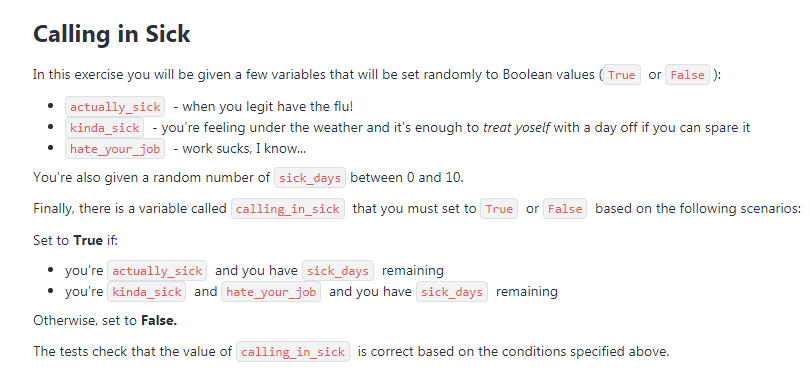 Calling in Sick
In this exercise you will be given a few variables that will be set randomly to Boolean values ( True or False ):
• actually_sick - when you legit have the flu!
• kinda_sick - you're feeling under the weather and it's enough to treat yoself with a day off if you can spare it
• hate_your_job - work sucks, I know...
You're also given a random number of sick_days between 0 and 10.
Finally, there is a variable called calling_in_sick that you must set to True or False based on the following scenarios:
Set to True if:
• you're actually_sick and you have sick_days remaining
• you're kinda_sick and hate_your_job and you have sick_days remaining
Otherwise, set to False.
The tests check that the value of calling_in_sick is correct based on the conditions specified above.